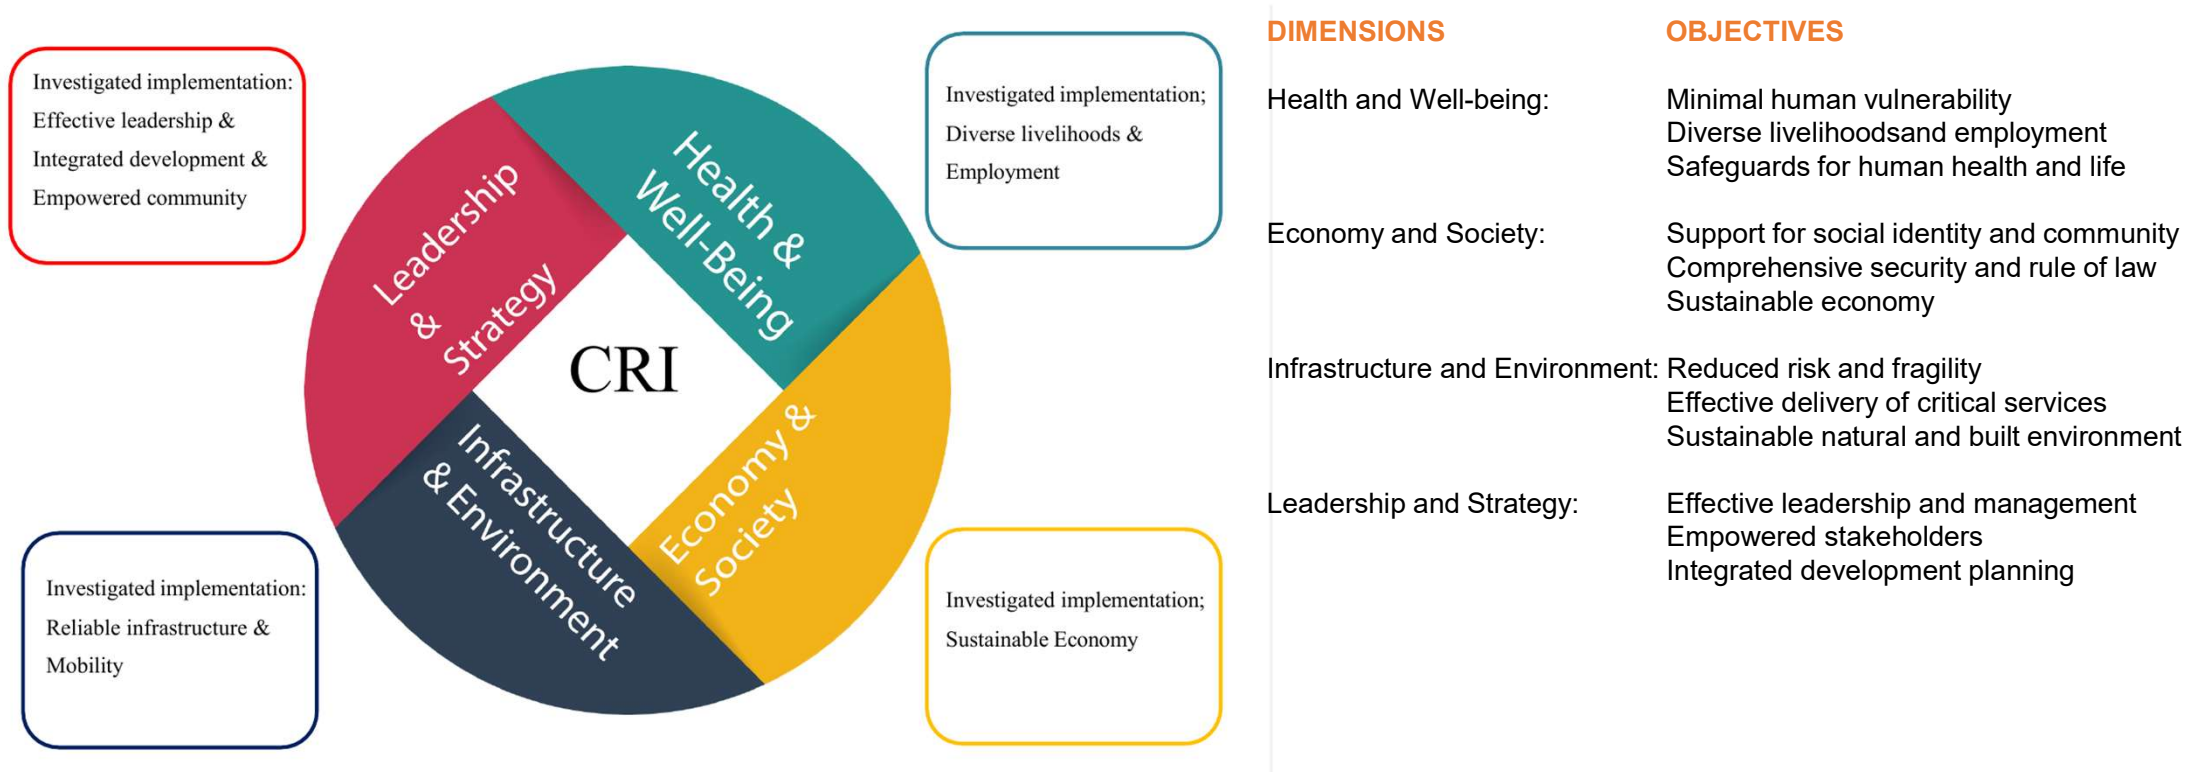 Investigated implementation:
Effective leadership &
Integrated development &
Empowered community
Investigated implementation;
Diverse livelihoods &
Employment
Leadership
&
Strategy
Health &
Well-Being
CRI
Infrastructure
& Environment
Economy &
Society
Investigated implementation:
Reliable infrastructure &
Mobility
Investigated implementation;
Sustainable Economy
DIMENSIONS OBJECTIVES
Health and Well-being: Minimal human vulnerability
Diverse livelihoodsand employment
Safeguards for human health and life
Economy and Society: Support for social identity and community
Comprehensive security and rule of law
Sustainable economy
Infrastructure and Environment: Reduced risk and fragility
Effective delivery of critical services
Sustainable natural and built environment
Leadership and Strategy: Effective leadership and management
Empowered stakeholders
Integrated development planning